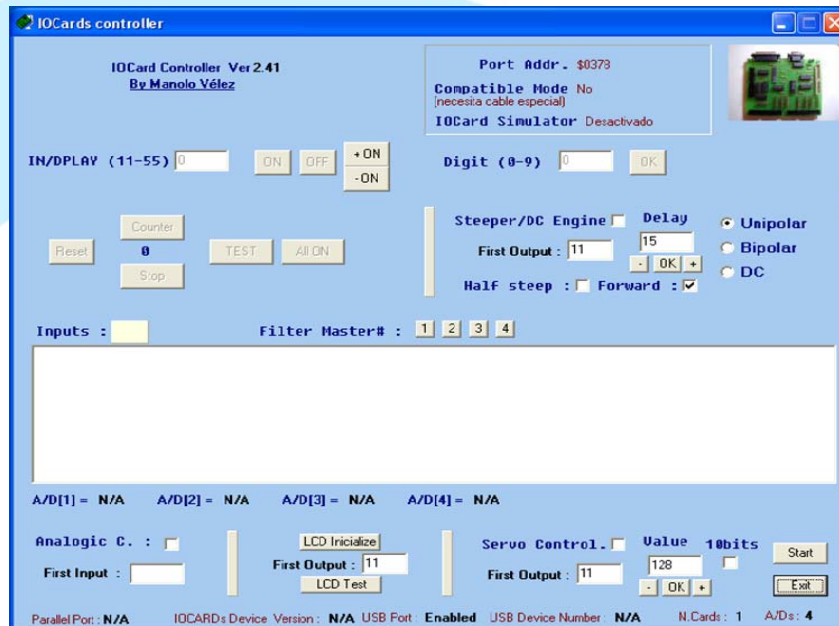 IOCards controller
IOCard Controller Ver 2.41
By Manolo Vélez
Port Addr. $0378
Compatible Mode No
(necesita cable especial)
IOCard Simulator Desactivado
IN/DPLAY (11-55) 0 ON OFF + ON
- ON
Digit (0-9) 0 OK
Counter
Reset 0 TEST All ON
Stop
Steeper/DC Engine Delay
First Output : 11 15
- OK +
Half steep : Forward :
Unipolar
Bipolar
DC
Inputs : Filter Master# : 1 2 3 4
A/D[1] = N/A A/D[2] = N/A A/D[3] = N/A A/D[4] = N/A
Analogic C. :
First Input :
LCD Inicialize
First Output : 11
LCD Test
Servo Control. Value 10bits
First Output : 11 128
- OK +
Start
Exit
Parallel Port : N/A IOCARDs Device Version : N/A USB Port : Enabled USB Device Number : N/A N.Cards : 1 A/Ds : 4